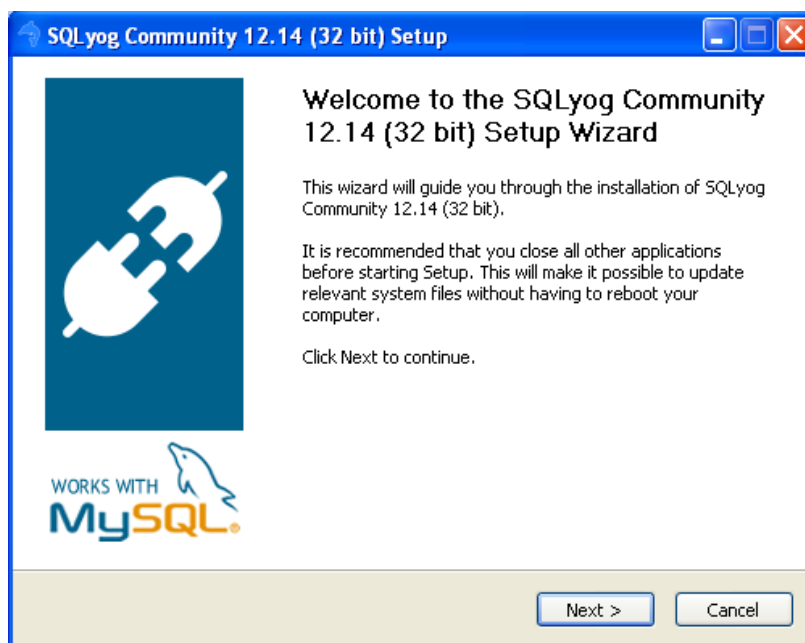 SQLyog Community 12.14 (32 bit) Setup
Welcome to the SQLyog Community
12.14 (32 bit) Setup Wizard
This wizard will guide you through the installation of SQLyog
Community 12.14 (32 bit).
It is recommended that you close all other applications
before starting Setup. This will make it possible to update
relevant system files without having to reboot your
computer.
Click Next to continue.
WORKS WITH
MySQL®
Next >
Cancel